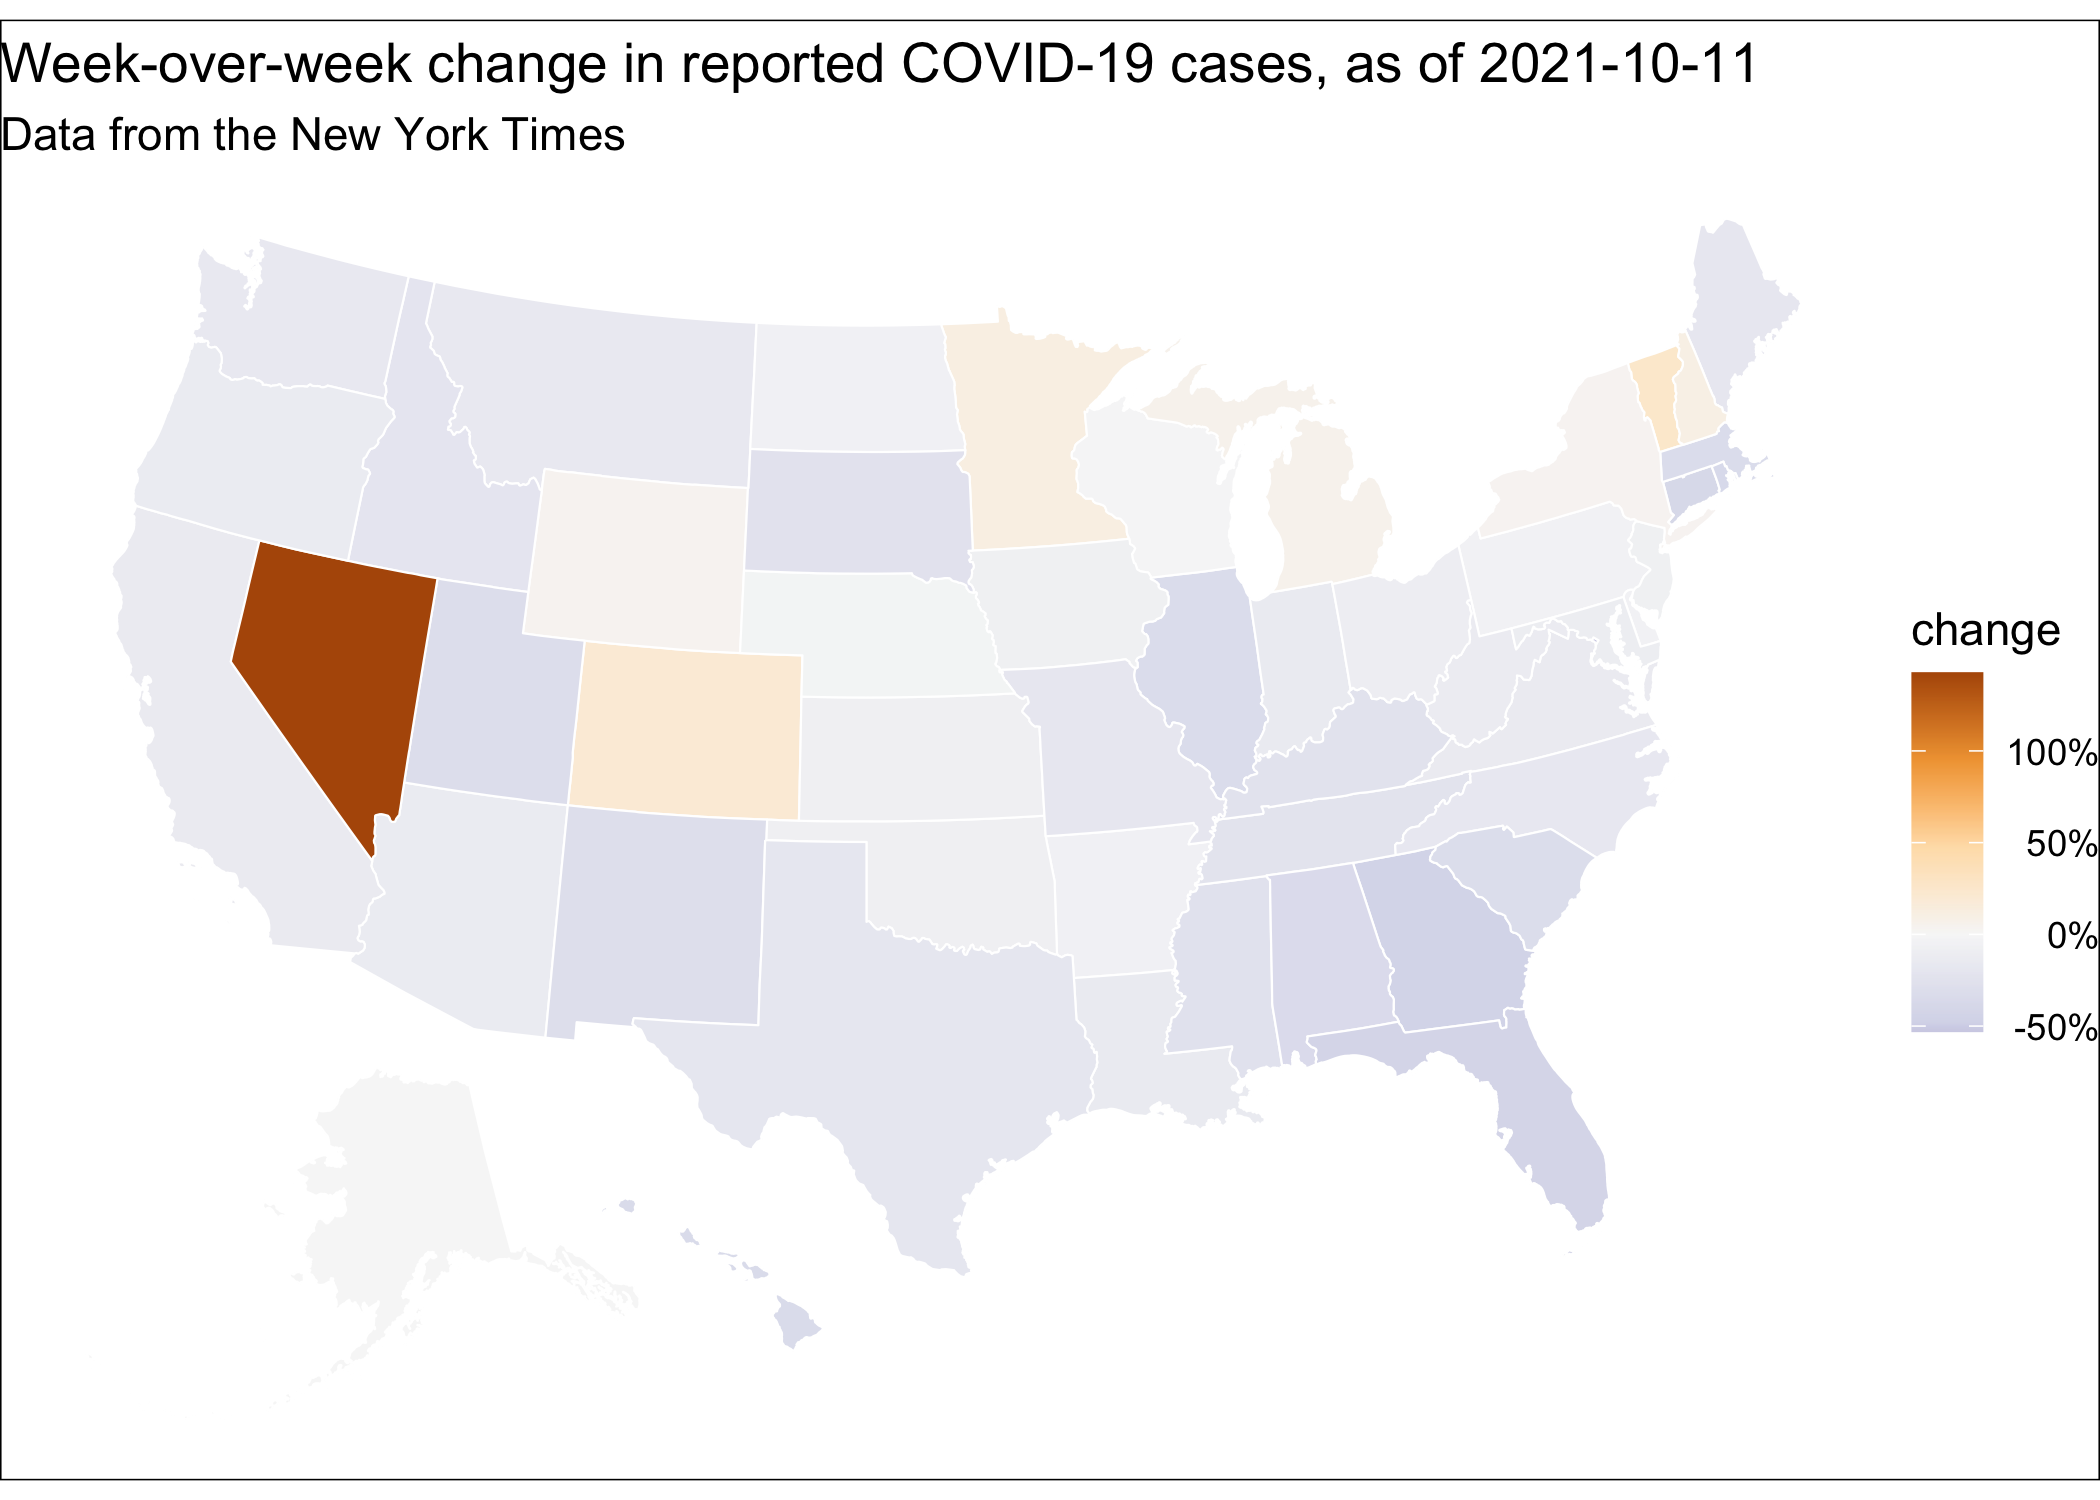 Week-over-week change in reported COVID-19 cases, as of 2021-10-11
Data from the New York Times
change
100%
50%
0%
-50%